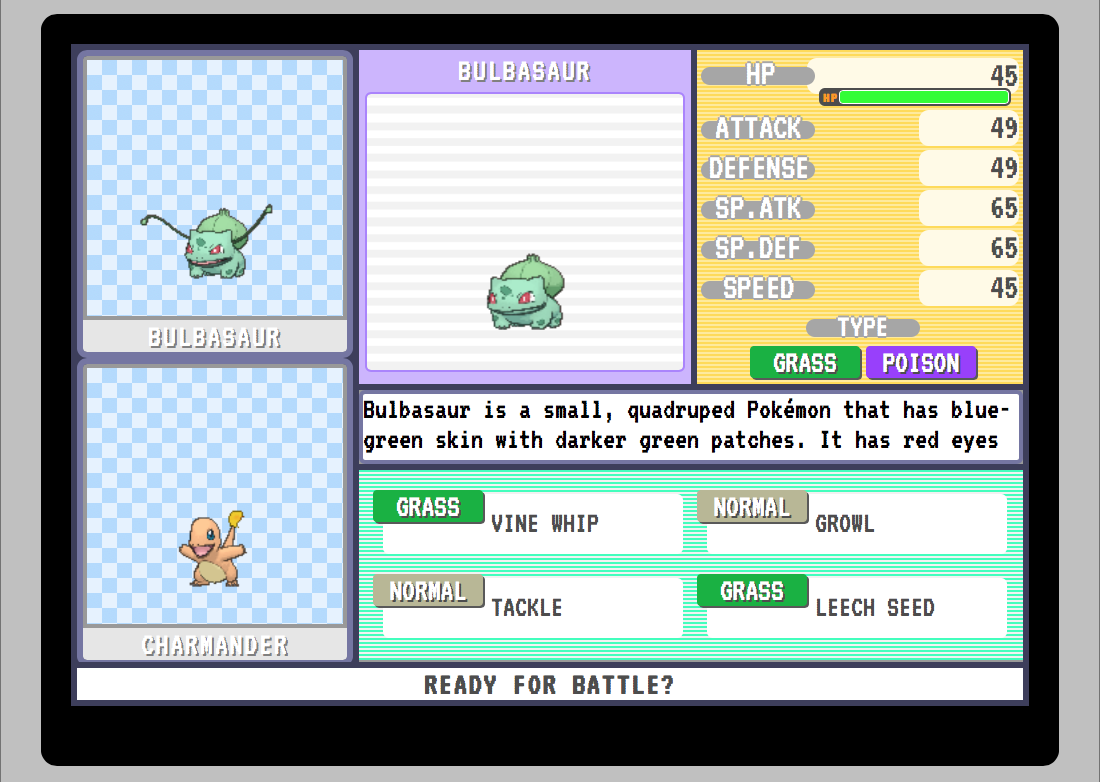 BULBASAUR
CHARMANDER
BULBASAUR
HP 45
HP
ATTACK 49
DEFENSE 49
SP.ATK 65
SP.DEF 65
SPEED 45
TYPE
GRASS POISON
Bulbasaur is a small, quadruped Pokémon that has blue-
green skin with darker green patches. It has red eyes
GRASS VINE WHIP
NORMAL GROWL
NORMAL TACKLE
GRASS LEECH SEED
READY FOR BATTLE?